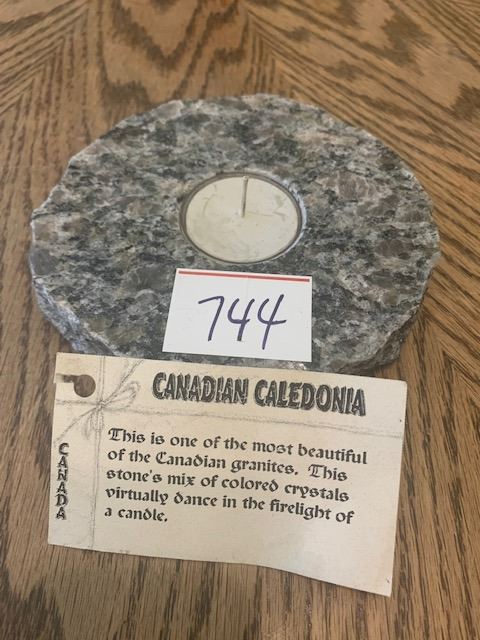 744
CANADIAN CALEDONIA
CANADA
This is one of the most beautiful
of the Canadian granites. This
stone's mix of colored crystals
virtually dance in the firelight of
a candle.